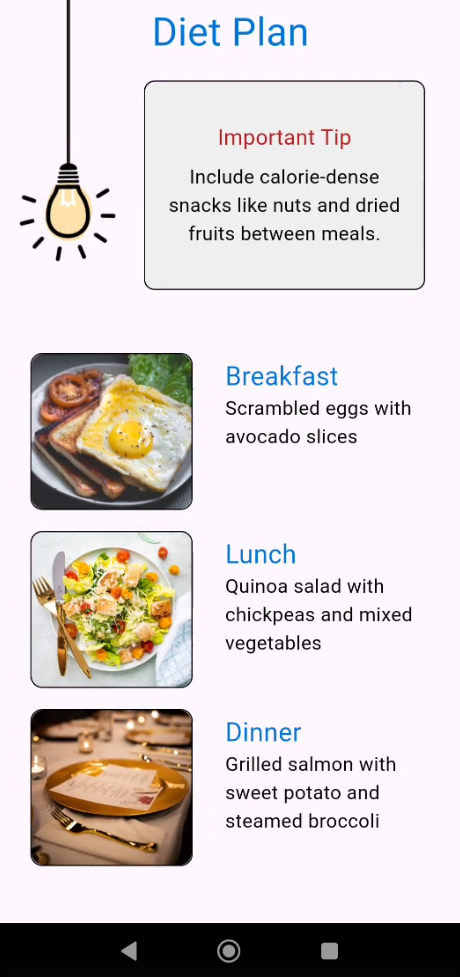 Diet Plan
Important Tip
Include calorie-dense
snacks like nuts and dried
fruits between meals.
Breakfast
Scrambled eggs with
avocado slices
Lunch
Quinoa salad with
chickpeas and mixed
vegetables
Dinner
Grilled salmon with
sweet potato and
steamed broccoli